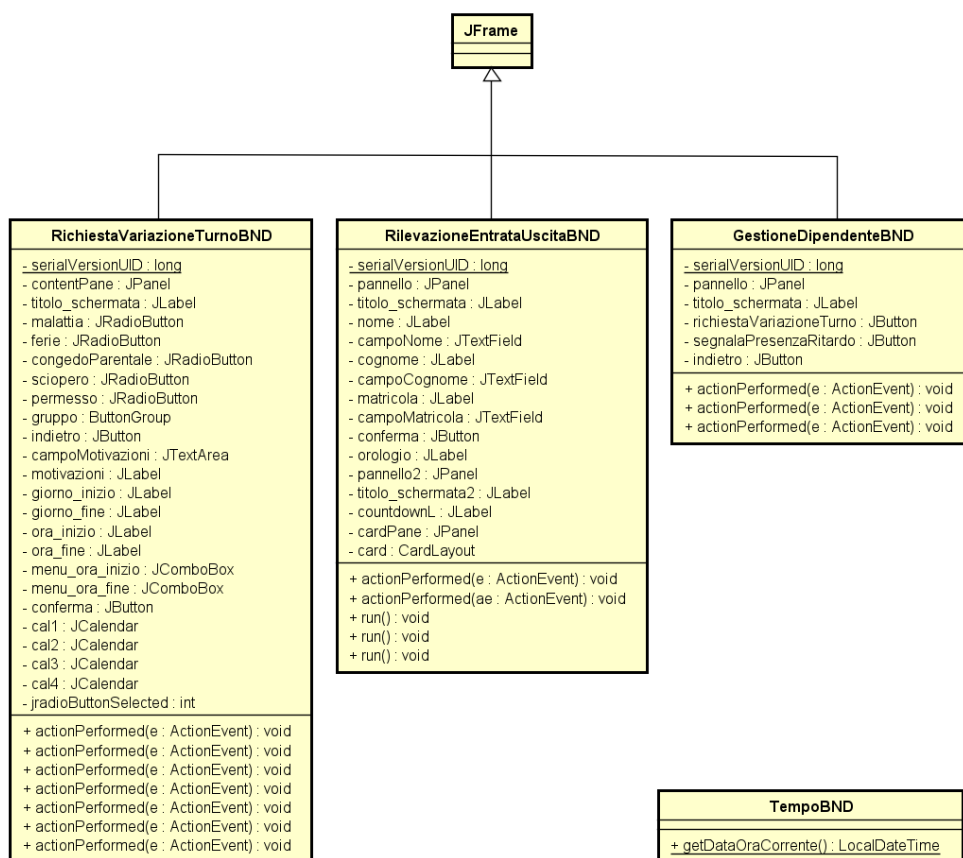 JFrame
RichiestaVariazioneTurnoBND
- serialVersionUID : long
- contentPane : JPanel
- titolo_schermata : JLabel
- malattia : JRadioButton
- ferie : JRadioButton
- congedoParentale : JRadioButton
- sciopero : JRadioButton
- permesso : JRadioButton
- gruppo : ButtonGroup
- indietro : JButton
- campoMotivazioni : JTextArea
- motivazioni : JLabel
- giorno_inizio : JLabel
- giorno_fine : JLabel
- ora_inizio : JLabel
- ora_fine : JLabel
- menu_ora_inizio : JComboBox
- menu_ora_fine : JComboBox
- conferma : JButton
- cal1 : JCalendar
- cal2 : JCalendar
- cal3 : JCalendar
- cal4 : JCalendar
- jradioButtonSelected : int
+ actionPerformed(e : ActionEvent) : void
+ actionPerformed(e : ActionEvent) : void
+ actionPerformed(e : ActionEvent) : void
+ actionPerformed(e : ActionEvent) : void
+ actionPerformed(e : ActionEvent) : void
+ actionPerformed(e : ActionEvent) : void
+ actionPerformed(e : ActionEvent) : void
RilevazioneEntrataUscitaBND
- serialVersionUID : long
- pannello : JPanel
- titolo_schermata : JLabel
- nome : JLabel
- campoNome : JTextField
- cognome : JLabel
- campoCognome : JTextField
- matricola : JLabel
- campoMatricola : JTextField
- conferma : JButton
- orologio : JLabel
- pannello2 : JPanel
- titolo_schermata2 : JLabel
- countdownL : JLabel
- cardPane : JPanel
- card : CardLayout
+ actionPerformed(e : ActionEvent) : void
+ actionPerformed(ae : ActionEvent) : void
+ run() : void
+ run() : void
+ run() : void
GestioneDipendenteBND
- serialVersionUID : long
- pannello : JPanel
- titolo_schermata : JLabel
- richiestaVariazioneTurno : JButton
- segnalaPresenzaRitardo : JButton
- indietro : JButton
+ actionPerformed(e : ActionEvent) : void
+ actionPerformed(e : ActionEvent) : void
+ actionPerformed(e : ActionEvent) : void
TempoBND
+ getDataOraCorrente() : LocalDateTime